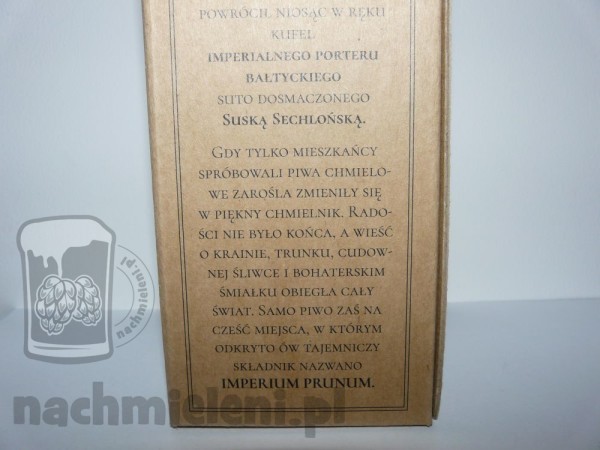 powrócił niosąc w ręku
kufel
imperialnego porteru
bałtyckiego
suto dosmaczonego
Suską Sechlońską.
Gdy tylko mieszkańcy
spróbowali piwa chmielo-
we zarośla zmieniły się
w piękny chmielnik. Rado-
ści nie było końca, a wieść
o krainie, trunku, cudow-
nej śliwce i bohaterskim
śmiałku obiegła cały
świat. Samo piwo zaś na
cześć miejsca, w którym
odkryto ów tajemniczy
składnik nazwano
IMPERIUM PRUNUM.
nachmieleni.pl
nachmieleni.pl